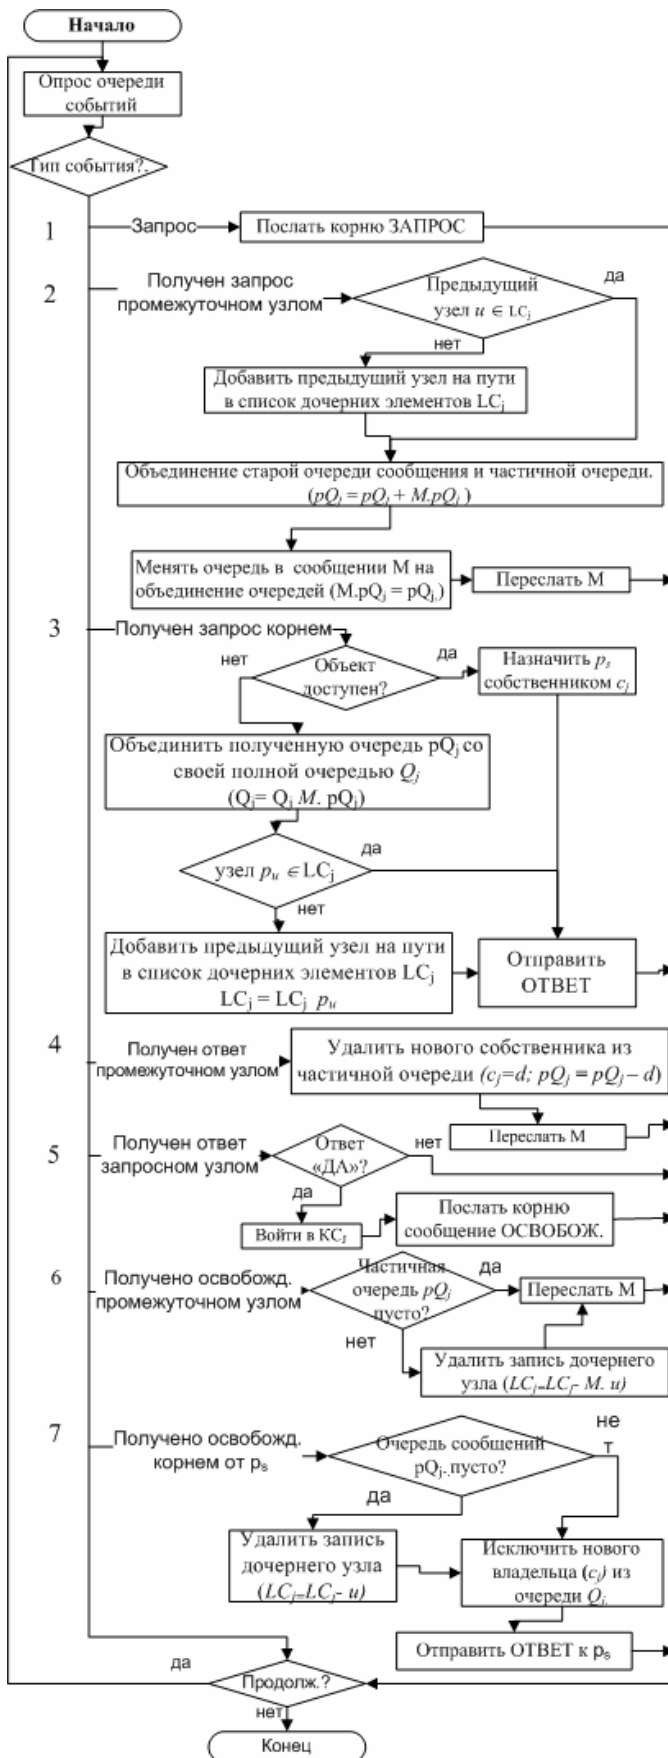 Начало
Опрос очереди
событий
Тип события?.
1
Запрос
Послать корню ЗАПРОС
2
Получен запрос
промежуточном узлом
Предыдущий
узел u ∈ LCj
да
нет
Добавить предыдущий узел на пути
в список дочерних элементов LCj
Объединение старой очереди сообщения и частичной очереди.
(pQj = pQj + M.pQj )
Менять очередь в сообщении М на
объединение очередей (M.pQj = pQj.)
Переслать М
3
Получен запрос корнем
нет
Объект
доступен?
да
Назначить ps
собственником cj
Объединить полученную очередь pQj со
своей полной очередью Qj
(Qj= Qj M. pQj)
узел pu ∈ LCj
да
нет
Добавить предыдущий узел на пути
в список дочерних элементов LCj
LCj = LCj pu
Отправить
ОТВЕТ
4
Получен ответ
промежуточном узлом
Удалить нового собственника из
частичной очереди (cj=d; pQj = pQj – d)
Переслать М
5
Получен ответ
запросном узлом
Ответ
«ДА»?
нет
да
Войти в КСJ
Послать корню
сообщение ОСВОБОЖ.
6
Получено освобожд.
промежуточном узлом
Частичная
очередь pQj
пусто?
да
Переслать М
нет
Удалить запись дочернего
узла (LCj=LCj- M. u)
7
Получено освобожд.
корнем от ps
Очередь сообщений
pQj-.пусто?
не
т
да
Удалить запись
дочернего узла
(LCj=LCj- u)
Исключить нового
владельца (cj) из
очереди Qj.
Отправить ОТВЕТ к ps
да
Продолж.?
нет
Конец